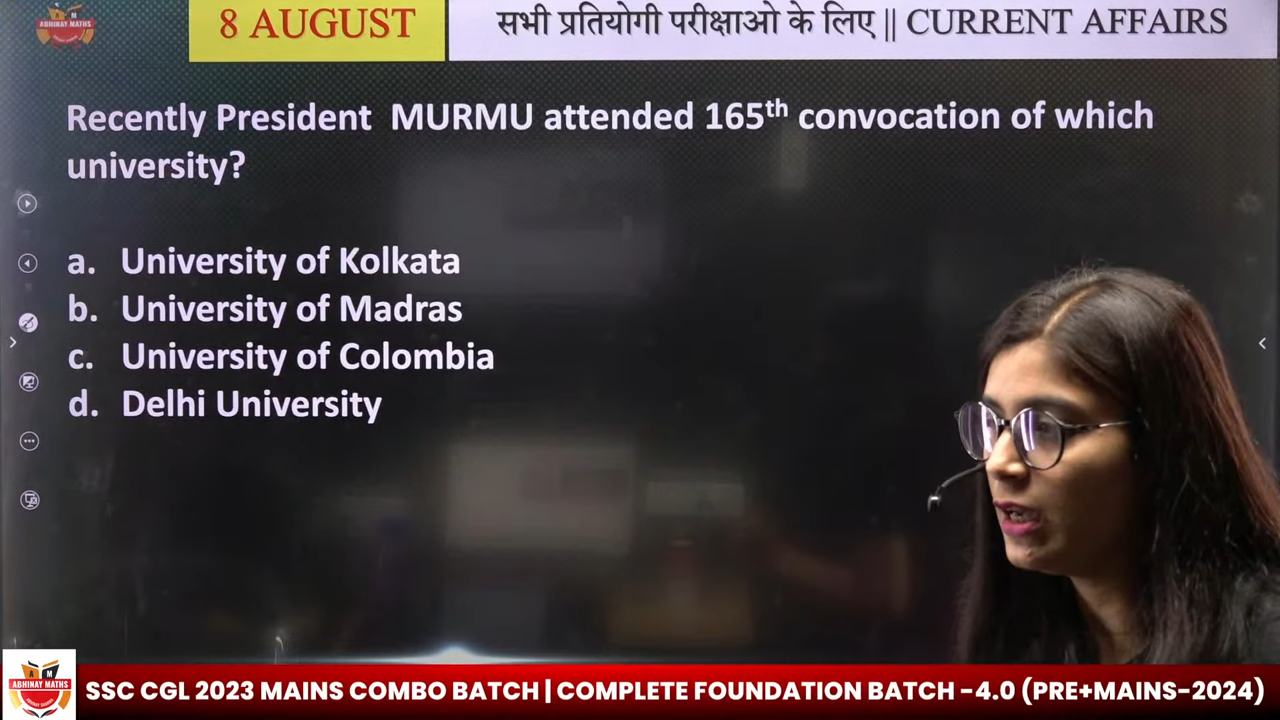 8 AUGUST
सभी प्रतियोगी परीक्षाओ के लिए || CURRENT AFFAIRS
Recently President MURMU attended 165th convocation of which
university?
a. University of Kolkata
b. University of Madras
c. University of Colombia
d. Delhi University
A M
ABHINAY MATHS
SSC CGL 2023 MAINS COMBO BATCH | COMPLETE FOUNDATION BATCH -4.0 (PRE+MAINS-2024)